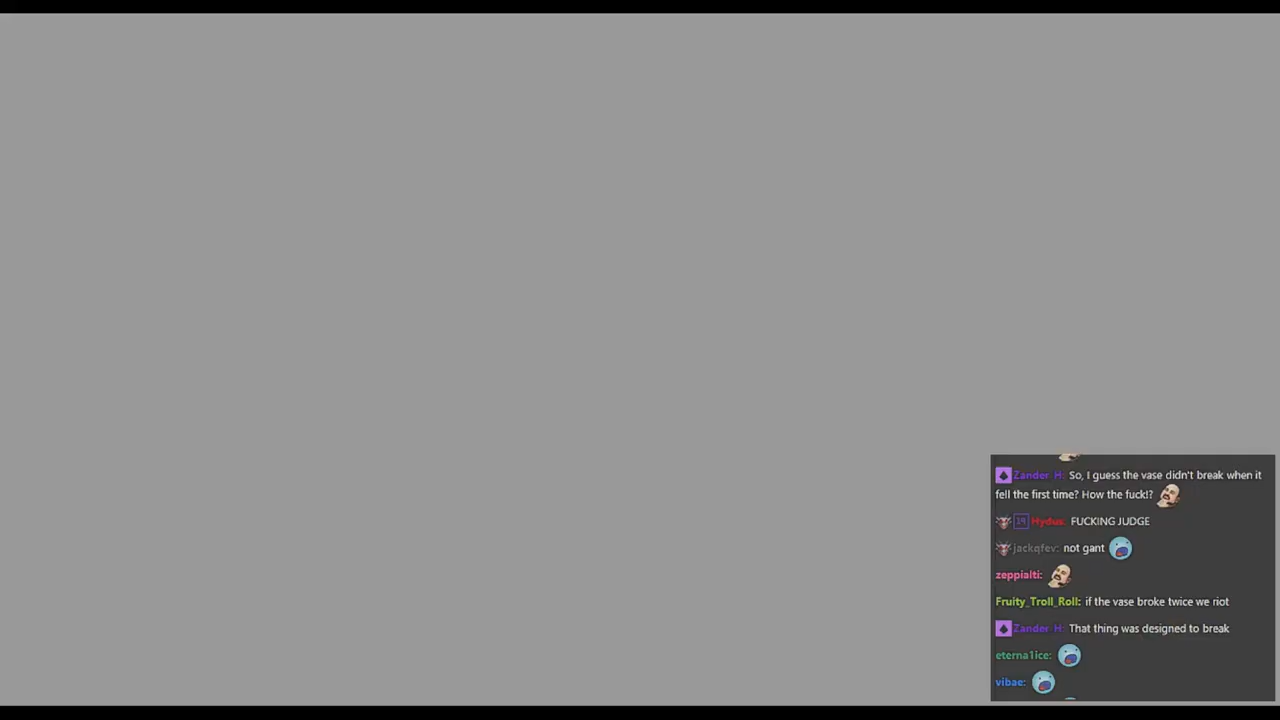 Zander H: So, I guess the vase didn't break when it
fell the first time? How the fuck!?
19 Hydus: FUCKING JUDGE
jackqfev: not gant
zeppialti:
Fruity_Troll_Roll: if the vase broke twice we riot
Zander H: That thing was designed to break
eterna1ice:
vibae: